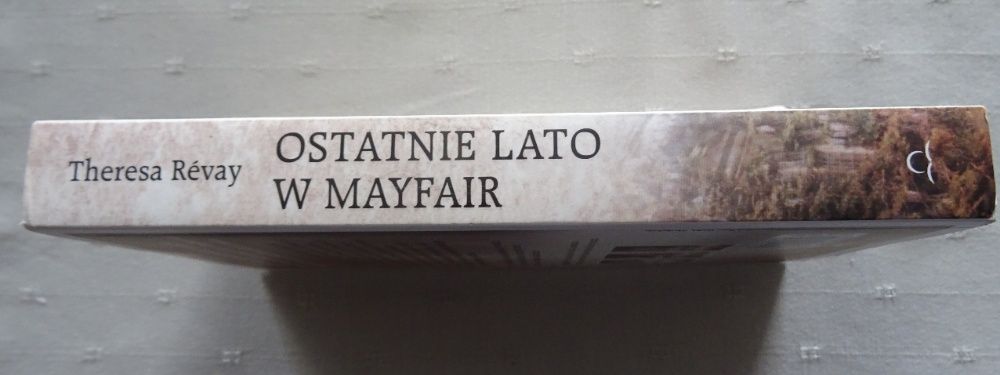 Theresa Révay
OSTATNIE LATO
W MAYFAIR